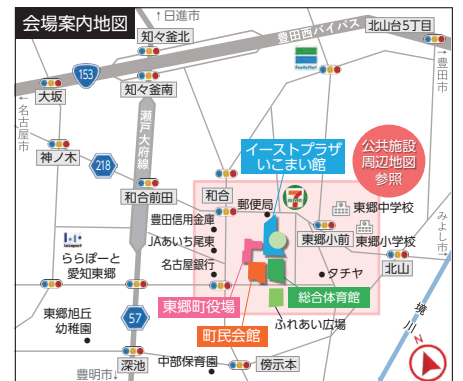 会場案内地図
↑日進市
知々釜北
豊田西バイパス
北山台5丁目
FamilyMart
→豊田市
153
大坂
知々釜南
←名古屋市
瀬戸大府線
神ノ木
218
イーストプラザ
いこまい館
公共施設
周辺地図
参照
和合前田
和合
郵便局
7
東郷中学校
豊田信用金庫
JAあいち尾東
名古屋銀行
東郷小前
東郷小学校
みよし市→
北山
LaLaport
ららぽーと
愛知東郷
タチヤ
東郷町役場
総合体育館
町民会館
ふれあい広場
境川
東郷旭丘
幼稚園
57
深池
中部保育園
傍示本
豊明市↓
N